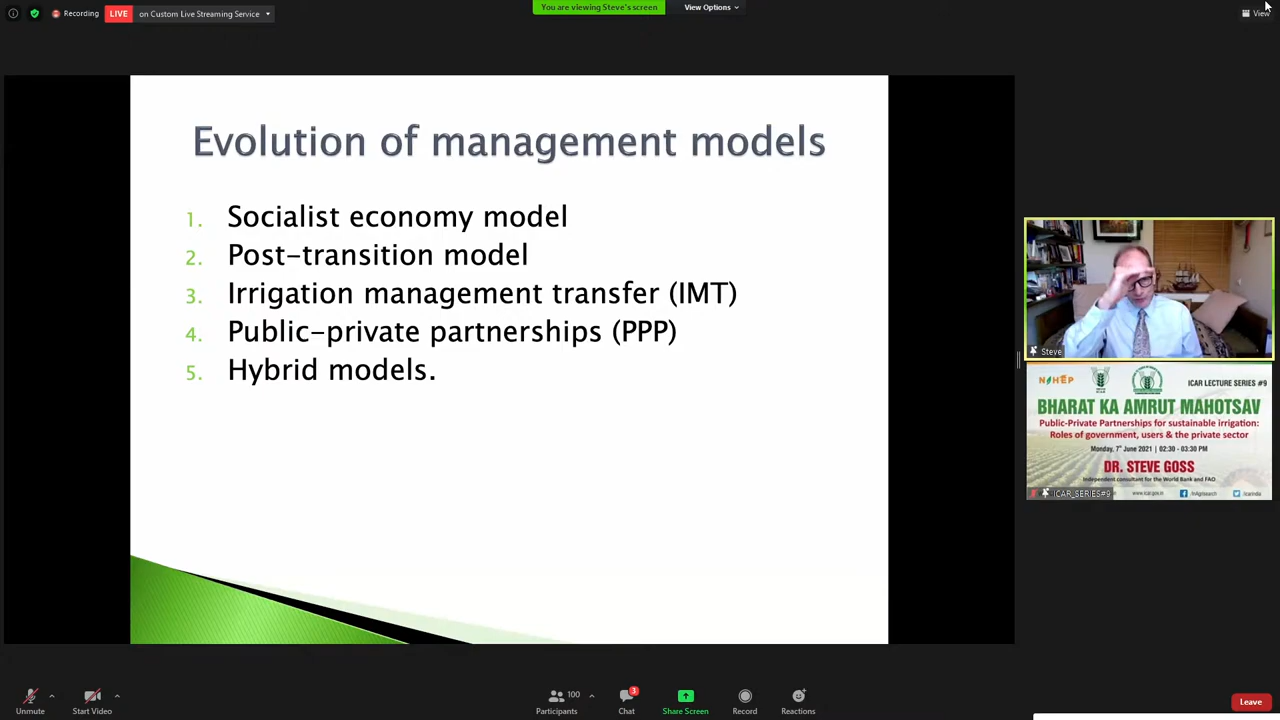 Recording
LIVE
on Custom Live Streaming Service
You are viewing Steve's screen
View Options
View
Evolution of management models
1. Socialist economy model
2. Post-transition model
3. Irrigation management transfer (IMT)
4. Public-private partnerships (PPP)
5. Hybrid models.
Steve
NAHEP
ICAR LECTURE SERIES #9
BHARAT KA AMRUT MAHOTSAV
Public-Private Partnerships for sustainable irrigation:
Roles of government, users & the private sector
Monday, 7th June 2021 | 02:30 - 03:30 PM
DR. STEVE GOSS
Independent consultant for the World Bank and FAO
ICAR_SERIES#9
Unmute
Start Video
100
Participants
3
Chat
Share Screen
Record
Reactions
Leave